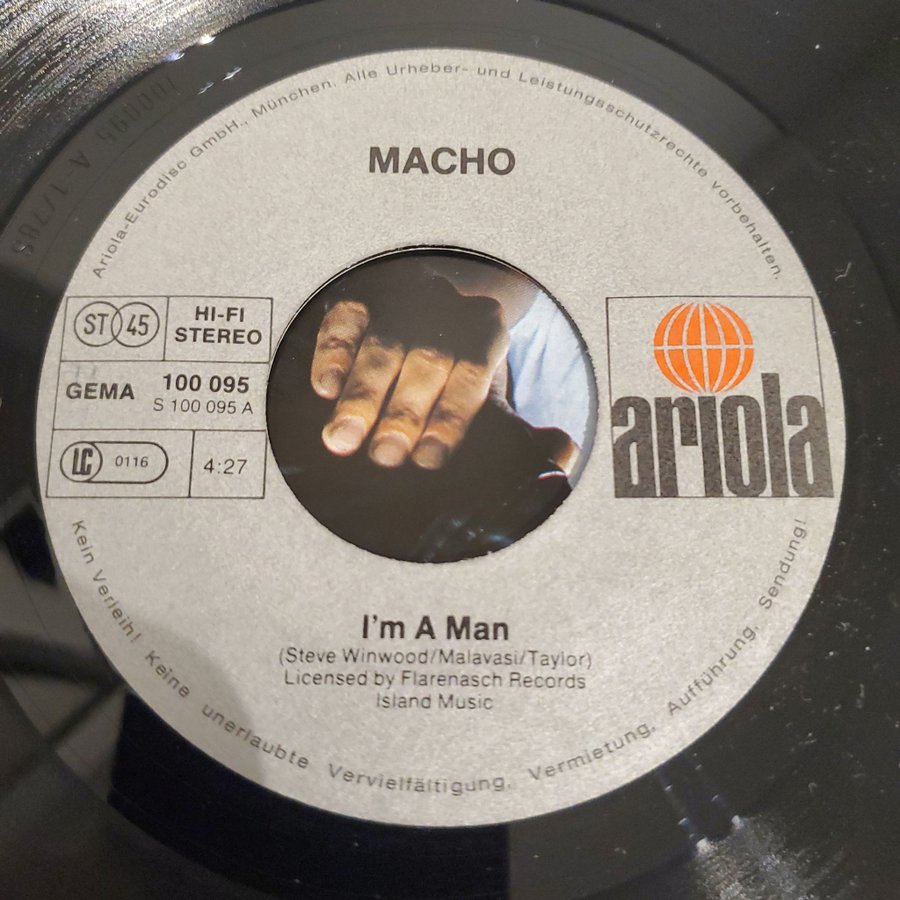 Ariola-Eurodisc GmbH., München. Alle Urheber- und Leistungsschutzrechte vorbehalten.
MACHO
ST 45
HI-FI
STEREO
GEMA
100 095
S 100 095 A
LC 0116
4:27
ariola
I'm A Man
(Steve Winwood/Malavasi/Taylor)
Licensed by Flarenasch Records
Island Music
Kein Verleih! Keine unerlaubte Vervielfältigung, Vermietung, Aufführung, Sendung!